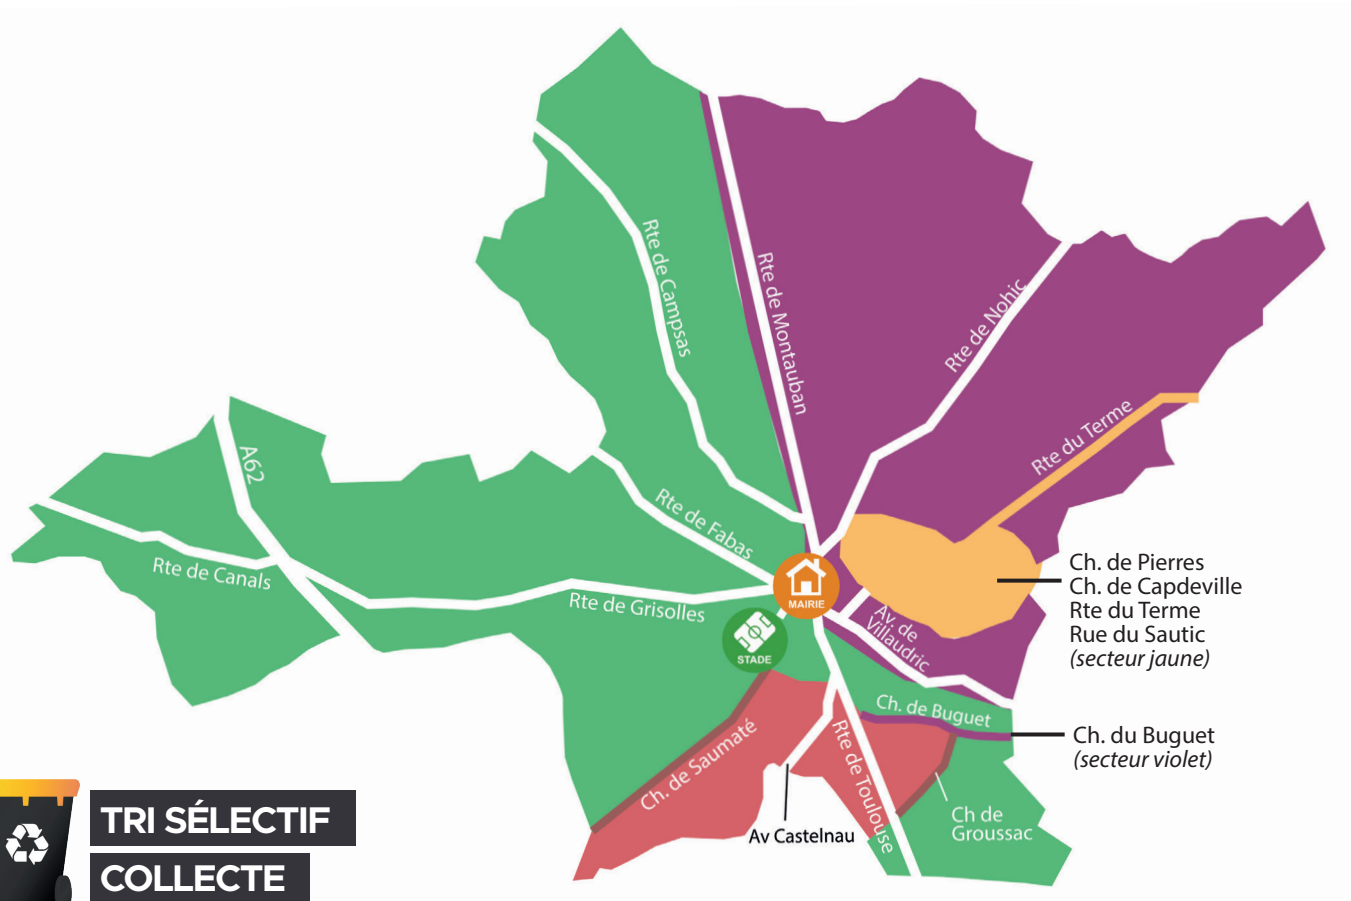 Rte de Campsas
Rte de Montauban
Rte de Nohic
Rte du Terme
A62
Rte de Fabas
Rte de Canals
Rte de Grisolles
MAIRIE
STADE
Av. de
Villaudric
Ch. de Pierres
Ch. de Capdeville
Rte du Terme
Rue du Sautic
(secteur jaune)
Ch. de Buguet
Ch. du Buguet
(secteur violet)
Ch. de Saumaté
Rte de Toulouse
Av Castelnau
Ch de
Groussac
TRI SÉLECTIF
COLLECTE